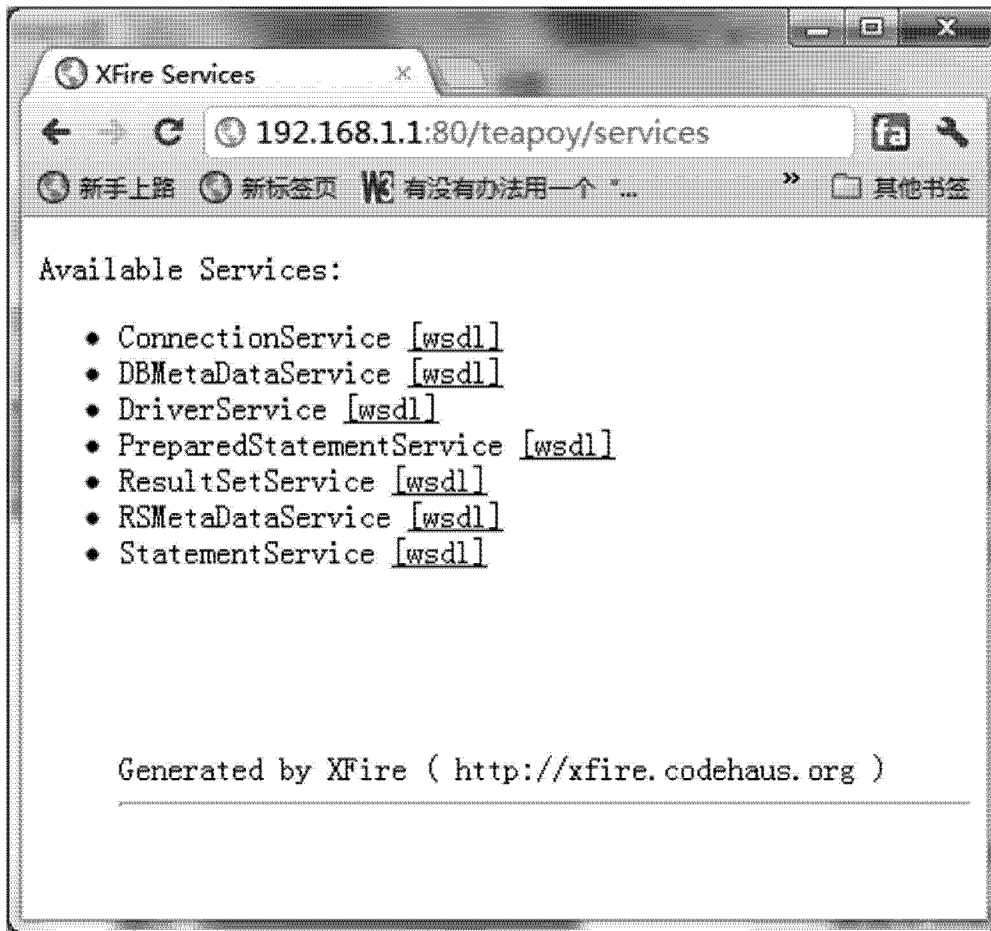 XFire Services
192.168.1.1:80/teapoy/services
新手上路 新标签页 W3 有没有办法用一个 "... » 其他书签
Available Services:
• ConnectionService [wsdl]
• DBMetaDataService [wsdl]
• DriverService [wsdl]
• PreparedStatementService [wsdl]
• ResultSetService [wsdl]
• RSMetaDataService [wsdl]
• StatementService [wsdl]
Generated by XFire ( http://xfire.codehaus.org )